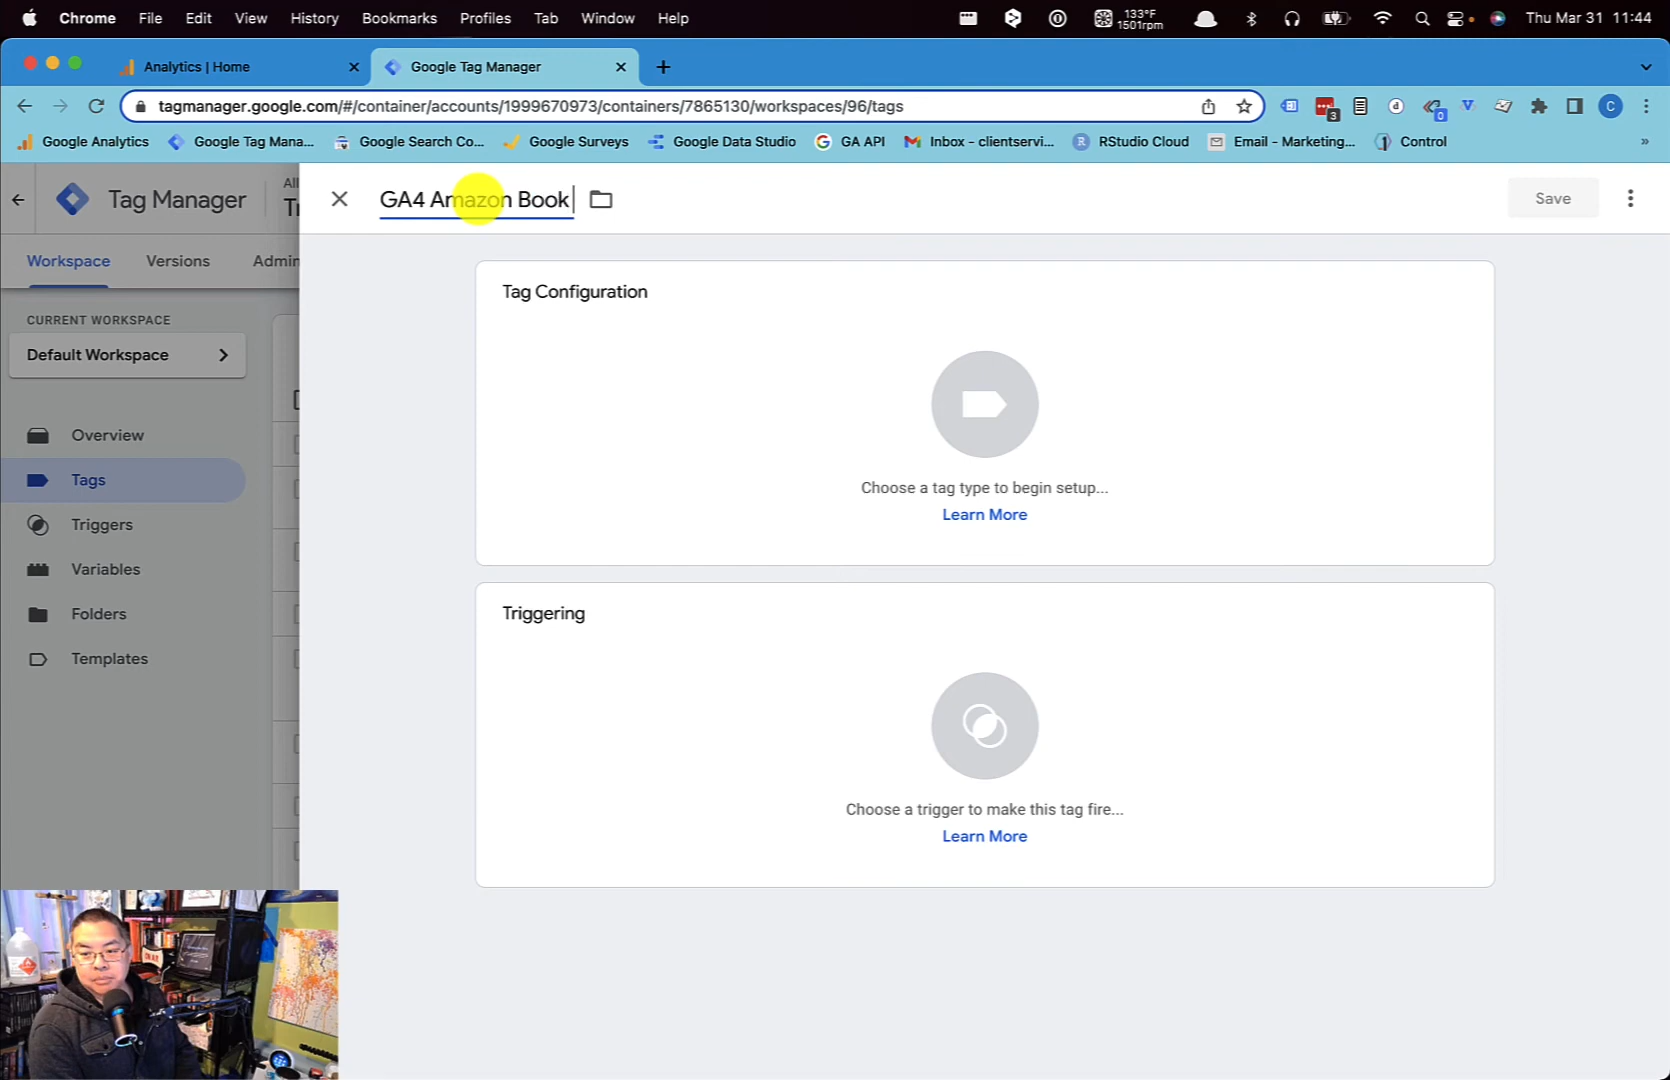 Chrome File Edit View History Bookmarks Profiles Tab Window Help 133°F 1501rpm Thu Mar 31 11:44
Analytics | Home Google Tag Manager
tagmanager.google.com/#/container/accounts/1999670973/containers/7865130/workspaces/96/tags 3 0 C
Google Analytics Google Tag Mana... Google Search Co... Google Surveys Google Data Studio GA API Inbox - clientservi... RStudio Cloud Email - Marketing... Control »
Tag Manager
All
GA4 Amazon Book
Save
Workspace Versions Admin
CURRENT WORKSPACE
Default Workspace
Overview
Tags
Triggers
Variables
Folders
Templates
Tag Configuration
Choose a tag type to begin setup...
Learn More
Triggering
Choose a trigger to make this tag fire...
Learn More